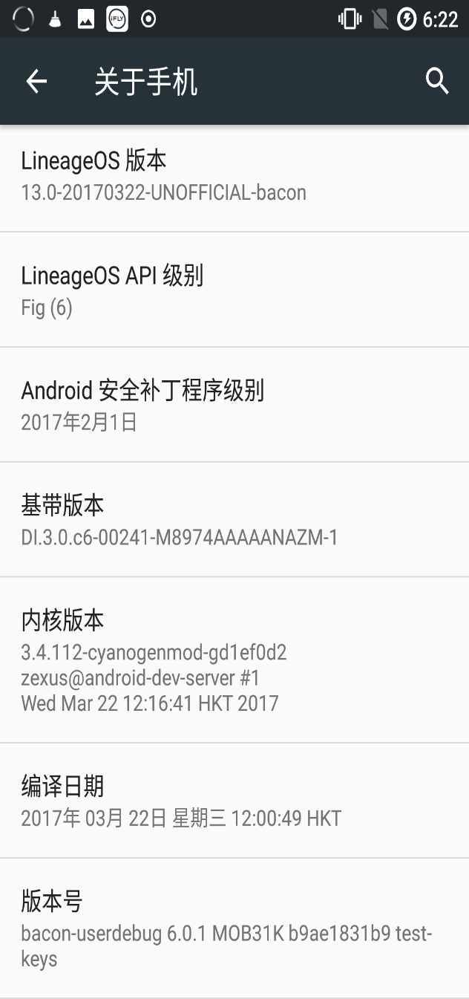 iFLY
6:22
关于手机
LineageOS 版本
13.0-20170322-UNOFFICIAL-bacon
LineageOS API 级别
Fig (6)
Android 安全补丁程序级别
2017年2月1日
基带版本
DI.3.0.c6-00241-M8974AAAAANAZM-1
内核版本
3.4.112-cyanogenmod-gd1ef0d2
zexus@android-dev-server #1
Wed Mar 22 12:16:41 HKT 2017
编译日期
2017年 03月 22日 星期三 12:00:49 HKT
版本号
bacon-userdebug 6.0.1 MOB31K b9ae1831b9 test-
keys